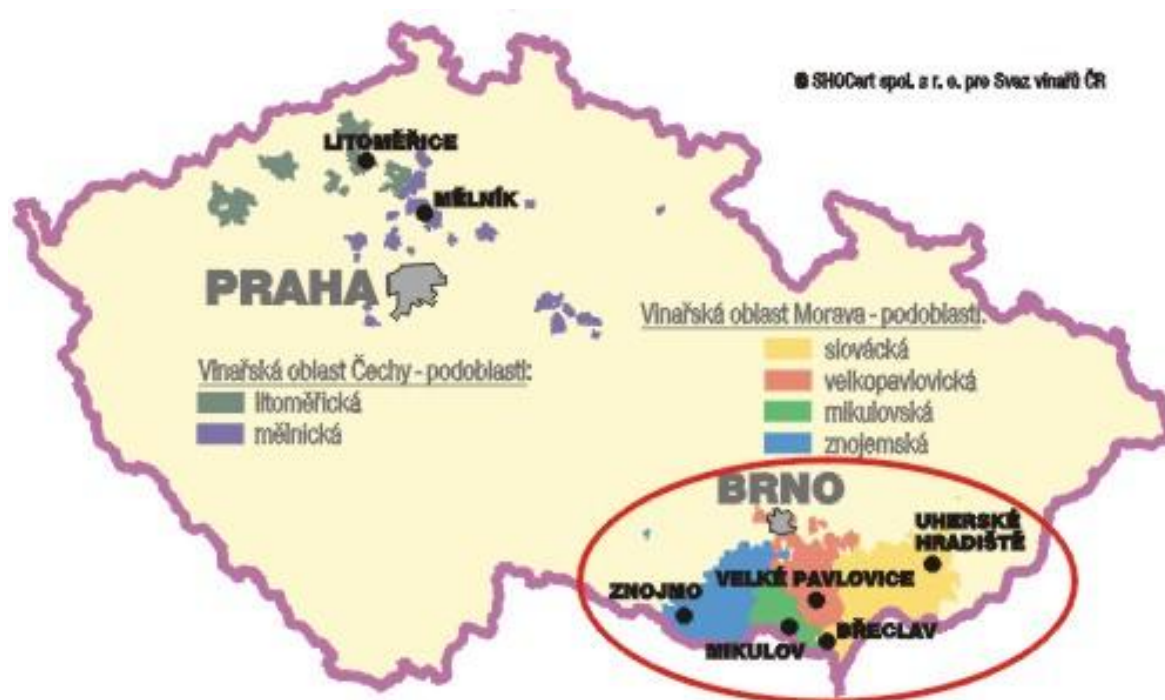 © SHOCart spol. s r. o. pro Svaz vinařů ČR
LITOMĚŘICE
MĚLNÍK
PRAHA
Vinařská oblast Čechy - podoblasti:
litoměřická
mělnická
Vinařská oblast Morava - podoblasti:
slovácká
velkopavlovická
mikulovská
znojemská
BRNO
UHERSKÉ
HRADIŠTĚ
VELKÉ PAVLOVICE
ZNOJMO
BŘECLAV
MIKULOV